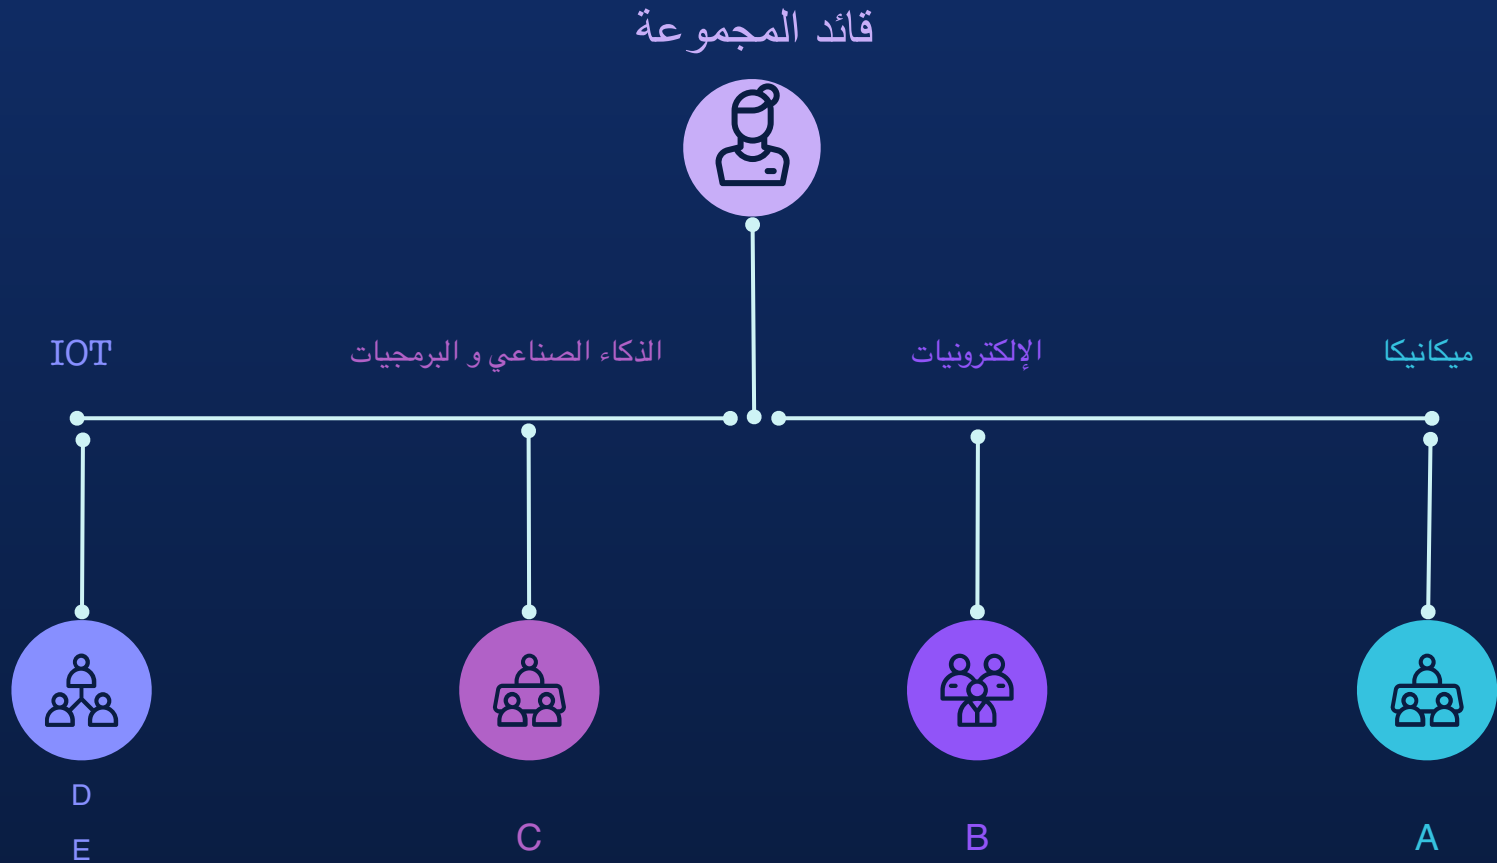 قائد المجموعة
ميكانيكا
الإلكترونيات
الذكاء الصناعي و البرمجيات
IOT
A
B
C
D
E